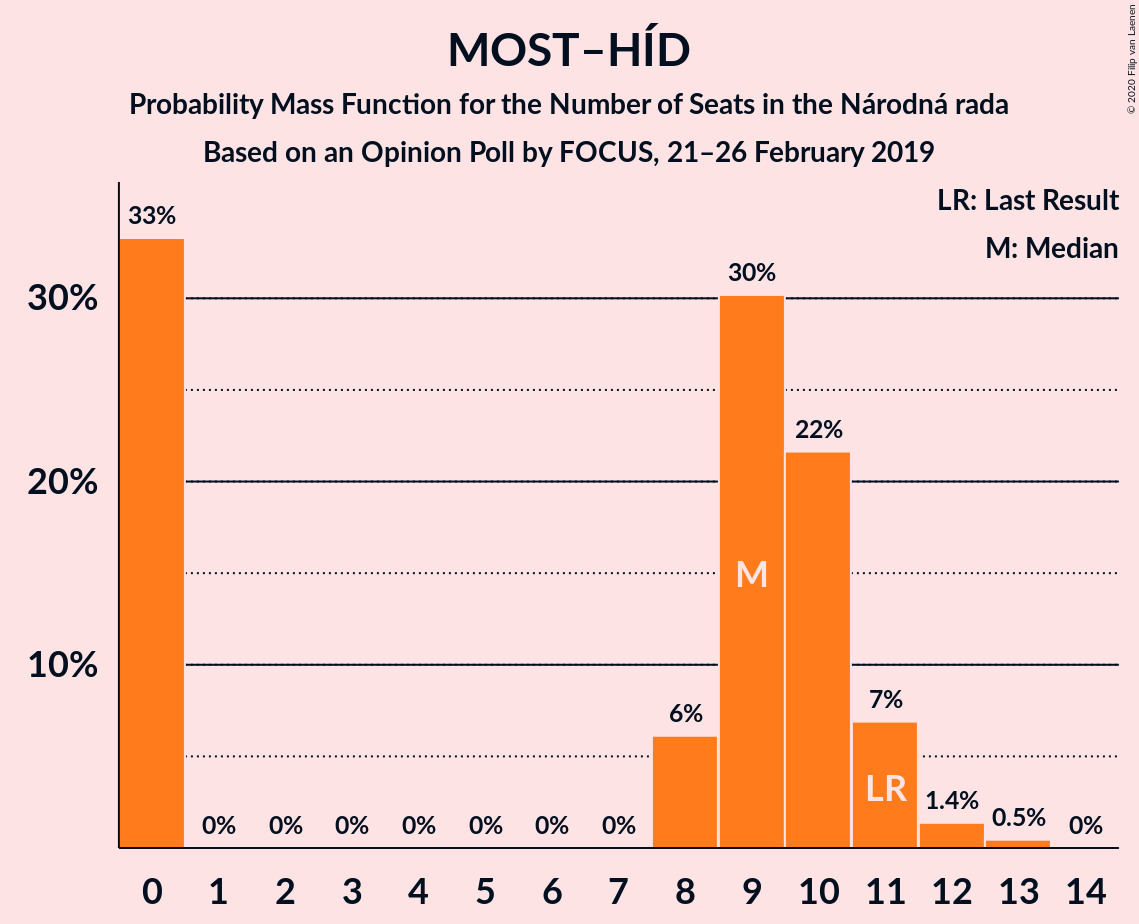 MOST–HÍD
Probability Mass Function for the Number of Seats in the Národná rada
Based on an Opinion Poll by FOCUS, 21–26 February 2019
© 2020 Filip van Laenen
LR: Last Result
M: Median
33%
30%
30%
22%
20%
M
10%
7%
6%
LR
1.4%
0.5%
0% 0% 0% 0% 0% 0% 0% 0%
0 1 2 3 4 5 6 7 8 9 10 11 12 13 14